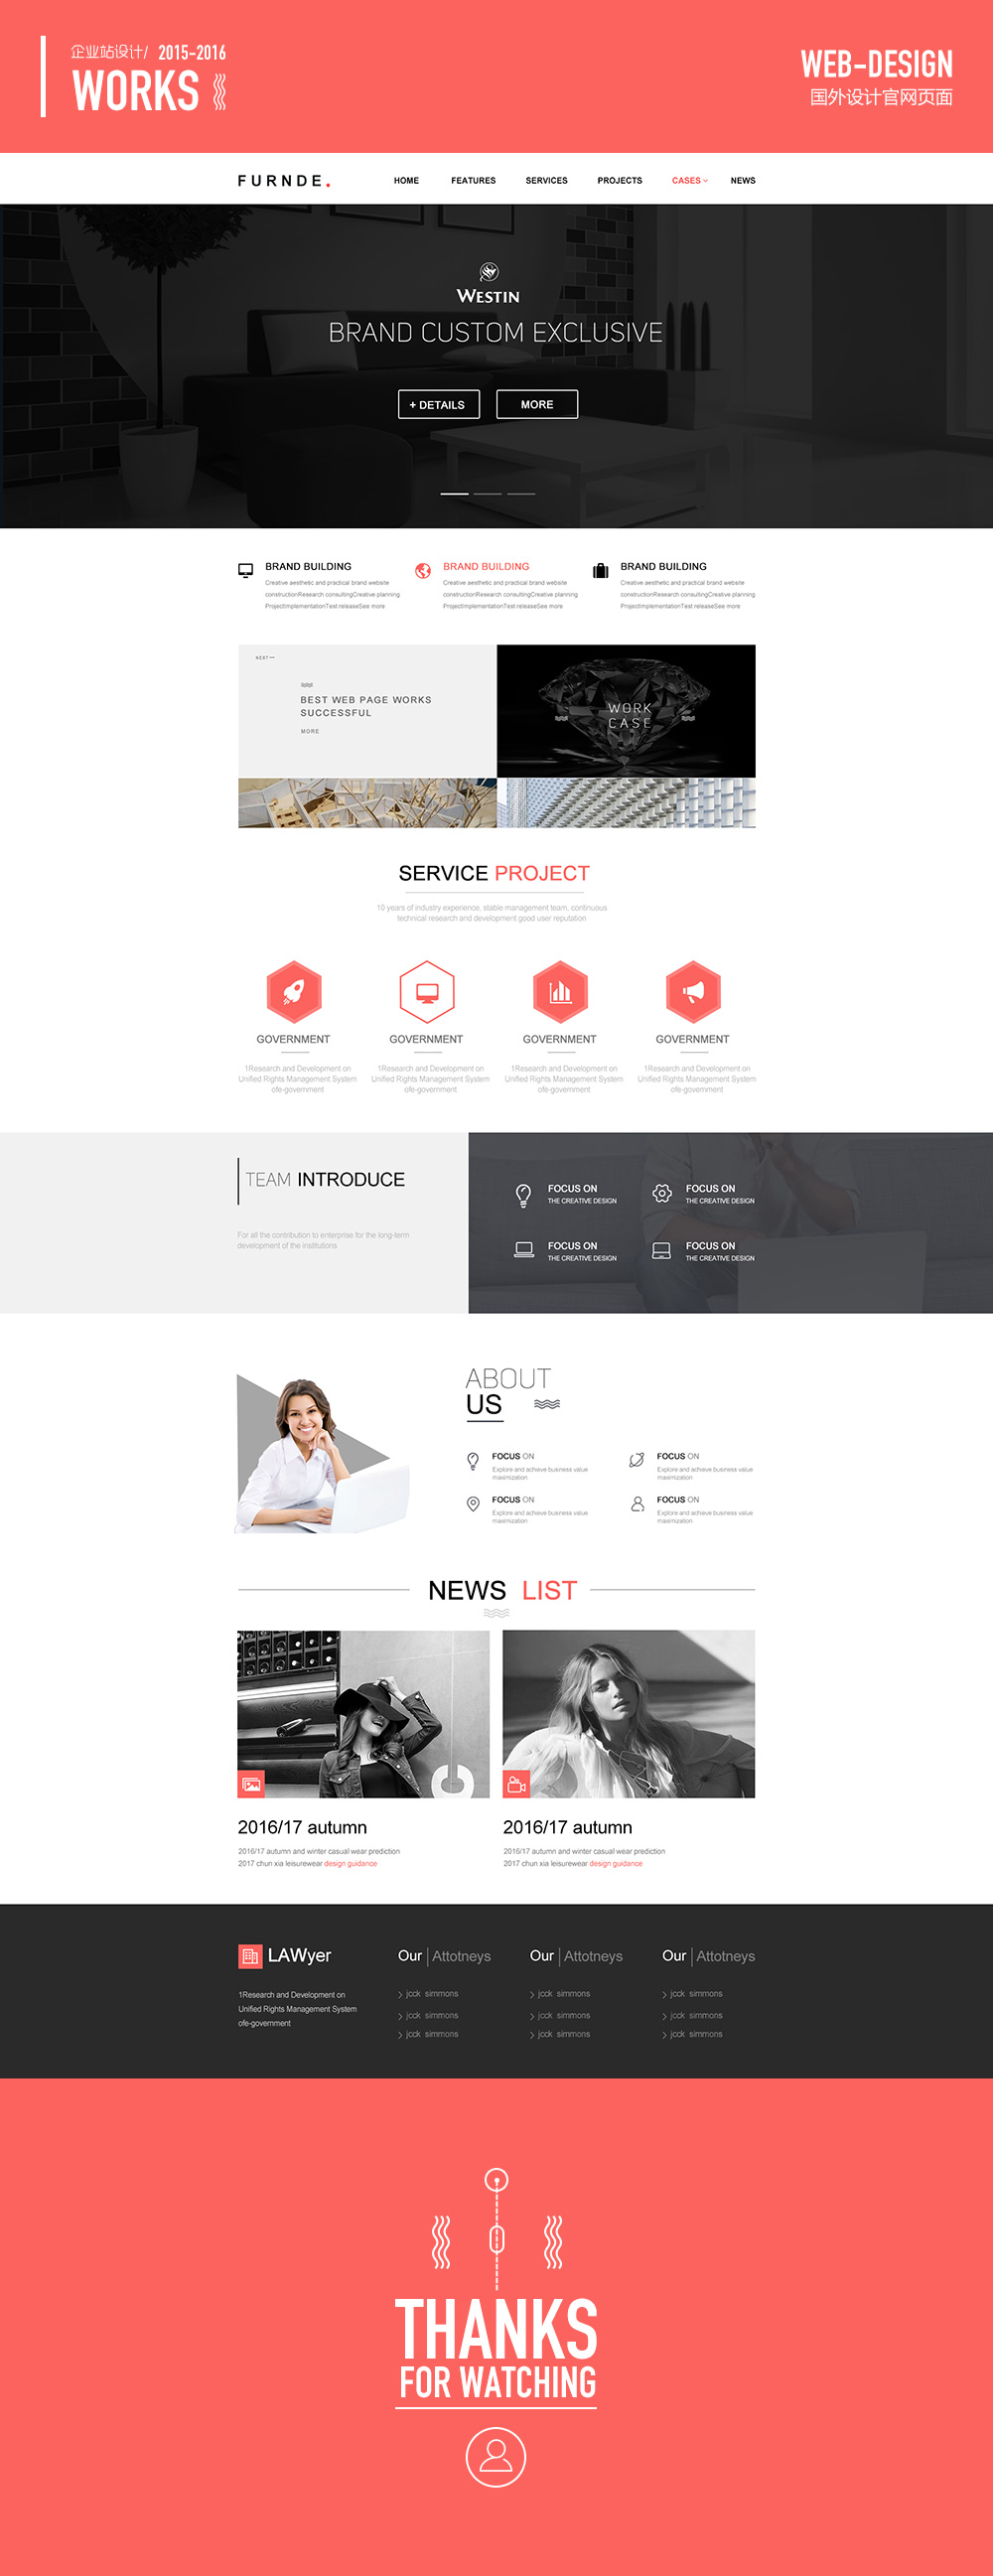 企业站设计/ 2015-2016
WORKS
WEB-DESIGN
国外设计官网页面
FURNDE.
HOME FEATURES SERVICES PROJECTS CASES NEWS
WESTIN
BRAND CUSTOM EXCLUSIVE
+ DETAILS MORE
BRAND BUILDING
Creative aesthetic and practical brand website
constructionResearch consultingCreative planning
ProjectImplementationTest releaseSee more
BRAND BUILDING
Creative aesthetic and practical brand website
constructionResearch consultingCreative planning
ProjectImplementationTest releaseSee more
BRAND BUILDING
Creative aesthetic and practical brand website
constructionResearch consultingCreative planning
ProjectImplementationTest releaseSee more
NEXT
BEST WEB PAGE WORKS
SUCCESSFUL
MORE
WORK
CASE
SERVICE PROJECT
10 years of industry experience, stable management team, continuous
technical research and development good user reputation
GOVERNMENT
1Research and Development on
Unified Rights Management System
ofe-government
GOVERNMENT
1Research and Development on
Unified Rights Management System
ofe-government
GOVERNMENT
1Research and Development on
Unified Rights Management System
ofe-government
GOVERNMENT
1Research and Development on
Unified Rights Management System
ofe-government
TEAM INTRODUCE
For all the contribution to enterprise for the long-term
development of the institutions
FOCUS ON
THE CREATIVE DESIGN
FOCUS ON
THE CREATIVE DESIGN
FOCUS ON
THE CREATIVE DESIGN
FOCUS ON
THE CREATIVE DESIGN
ABOUT
US
FOCUS ON
Explore and achieve business value
maximization
FOCUS ON
Explore and achieve business value
maximization
FOCUS ON
Explore and achieve business value
maximization
FOCUS ON
Explore and achieve business value
maximization
NEWS LIST
2016/17 autumn
2016/17 autumn and winter casual wear prediction
2017 chun xia leisurewear design guidance
2016/17 autumn
2016/17 autumn and winter casual wear prediction
2017 chun xia leisurewear design guidance
LAWyer
1Research and Development on
Unified Rights Management System
ofe-government
Our Attotneys
jcck simmons
jcck simmons
jcck simmons
Our Attotneys
jcck simmons
jcck simmons
jcck simmons
Our Attotneys
jcck simmons
jcck simmons
jcck simmons
THANKS
FOR WATCHING